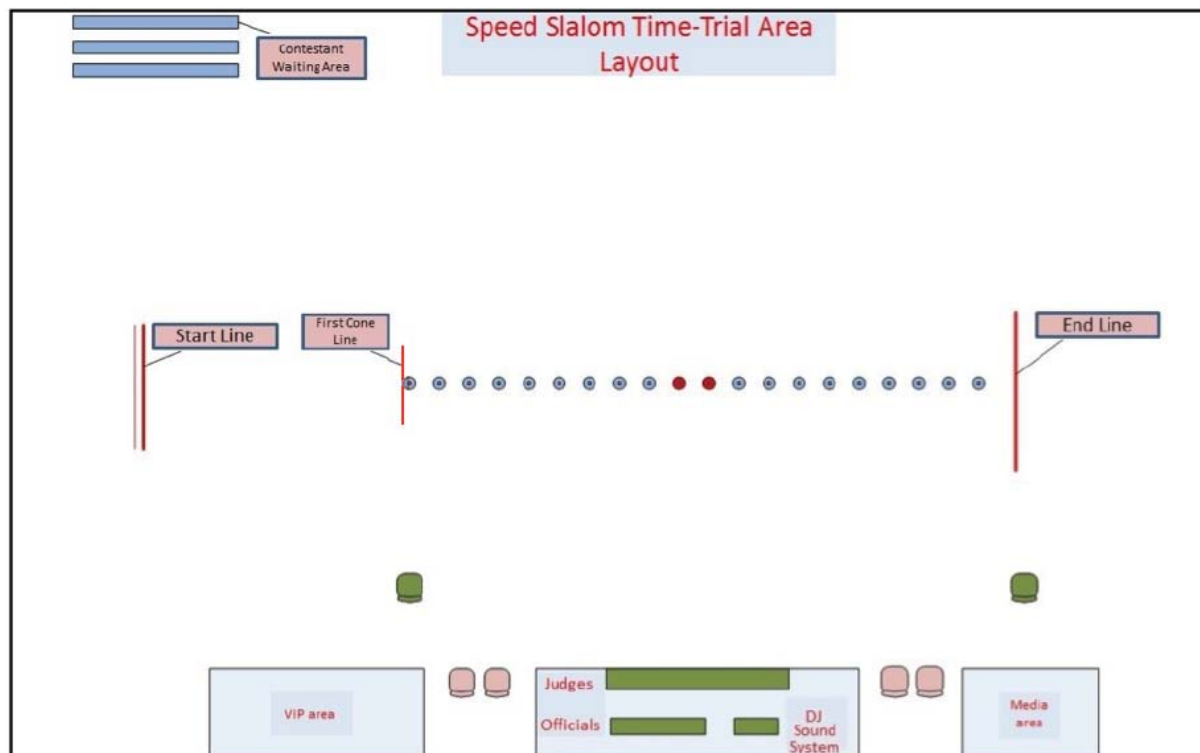 Speed Slalom Time-Trial Area
Layout
Contestant
Waiting Area
Start Line
First Cone
Line
End Line
VIP area
Judges
Officials
DJ
Sound
System
Media
area